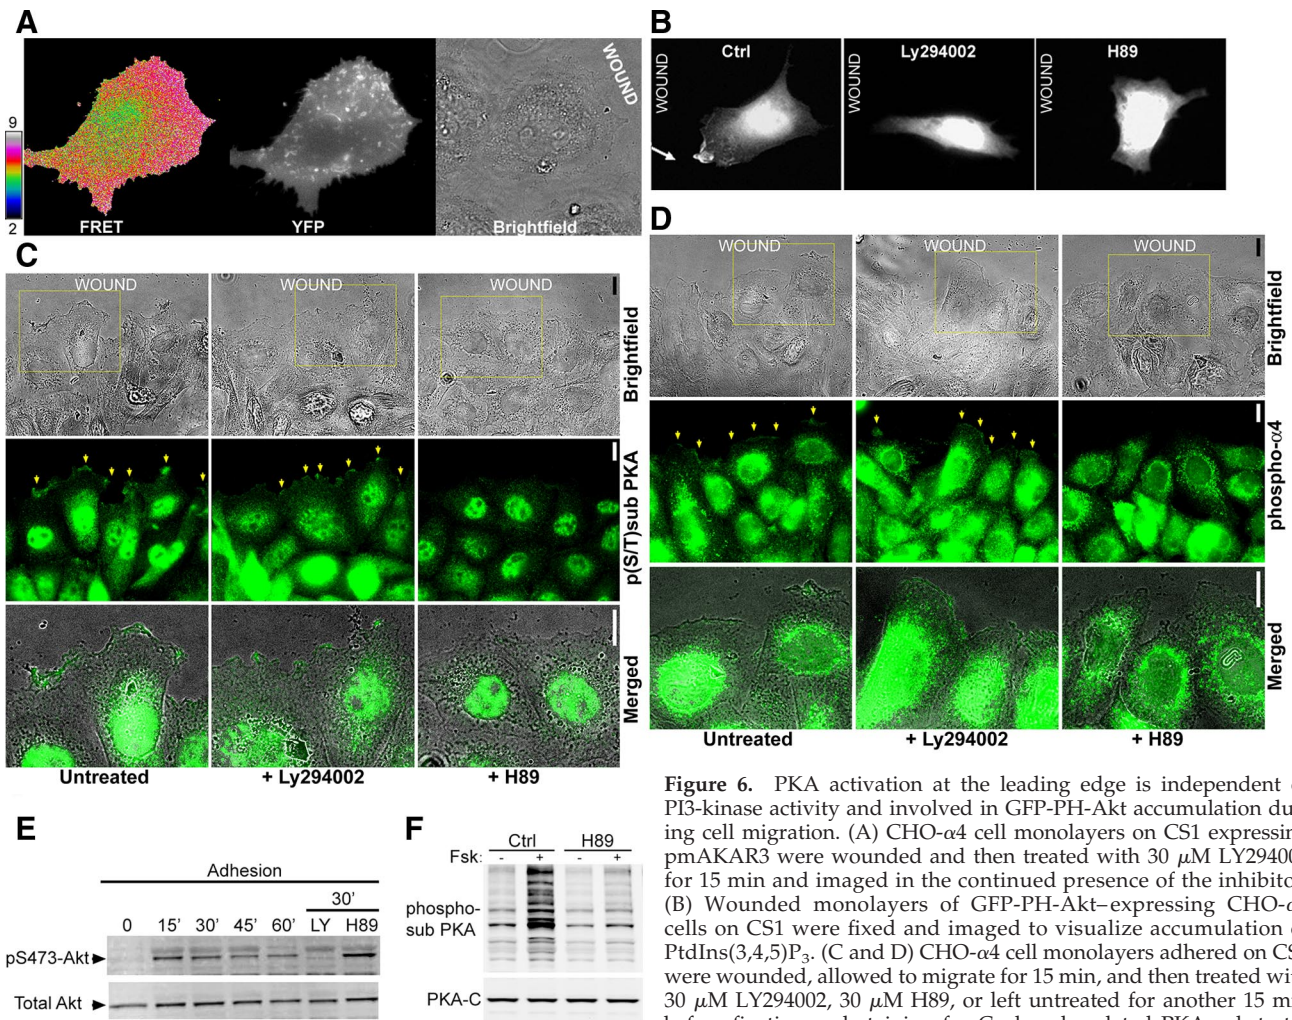 A
WOUND
9
2
FRET
YFP
Brightfield
B
WOUND
Ctrl
WOUND
Ly294002
WOUND
H89
C
WOUND
WOUND
WOUND
Brightfield
p(S/T)sub PKA
Merged
Untreated
+ Ly294002
+ H89
D
WOUND
WOUND
WOUND
Brightfield
phospho-α4
Merged
Untreated
+ Ly294002
+ H89
E
Adhesion
30’
0 15’ 30’ 45’ 60’ LY H89
pS473-Akt
Total Akt
F
Ctrl H89
Fsk: - + - +
phospho-
sub PKA
PKA-C
Figure 6. PKA activation at the leading edge is independent
PI3-kinase activity and involved in GFP-PH-Akt accumulation
ing cell migration. (A) CHO-α4 cell monolayers on CS1
pmAKAR3 were wounded and then treated with 30 μM
for 15 min and imaged in the continued presence of the
(B) Wounded monolayers of GFP-PH-Akt–expressing
cells on CS1 were fixed and imaged to visualize accumulation
PtdIns(3,4,5)P3. (C and D) CHO-α4 cell monolayers adhered on
were wounded, allowed to migrate for 15 min, and then treated
30 μM LY294002, 30 μM H89, or left untreated for another 15